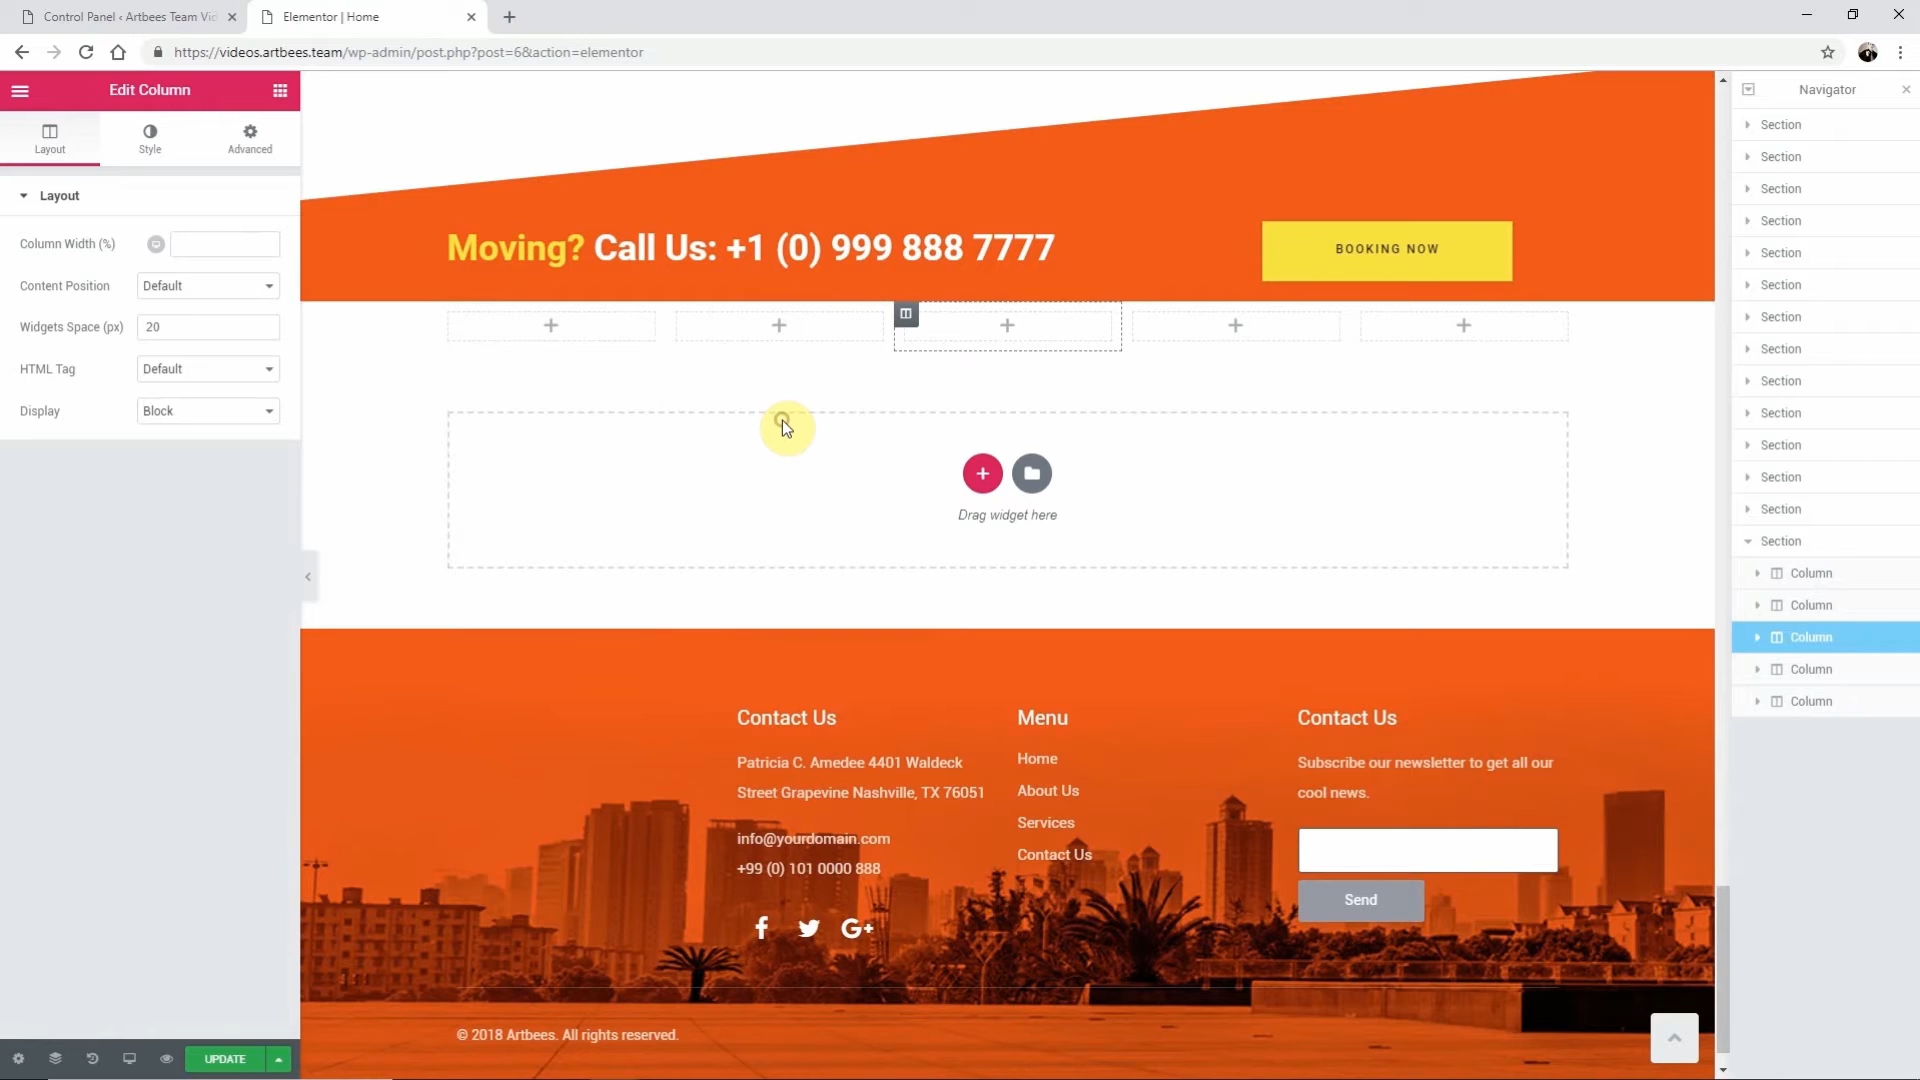 Control Panel ‹ Artbees Team Vid
Elementor | Home
https://videos.artbees.team/wp-admin/post.php?post=6&action=elementor
Edit Column
Layout
Style
Advanced
Layout
Column Width (%)
Content Position
Default
Widgets Space (px)
20
HTML Tag
Default
Display
Block
UPDATE
Moving? Call Us: +1 (0) 999 888 7777
BOOKING NOW
Drag widget here
Contact Us
Patricia C. Amedee 4401 Waldeck
Street Grapevine Nashville, TX 76051
info@yourdomain.com
+99 (0) 101 0000 888
Menu
Home
About Us
Services
Contact Us
Contact Us
Subscribe our newsletter to get all our
cool news.
Send
© 2018 Artbees. All rights reserved.
Navigator
Section
Section
Section
Section
Section
Section
Section
Section
Section
Section
Section
Section
Section
Section
Column
Column
Column
Column
Column